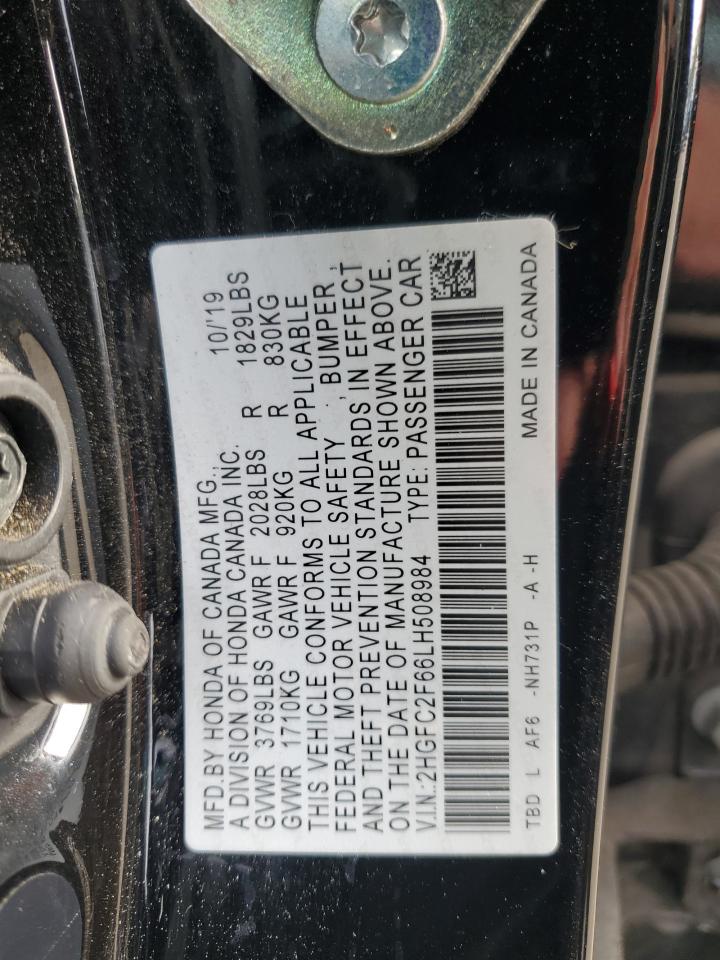 MFD.BY HONDA OF CANADA MFG., 10/'19
A DIVISION OF HONDA CANADA INC.
GVWR 3769LBS GAWR F 2028LBS R 1829LBS
GVWR 1710KG GAWR F 920KG R 830KG
THIS VEHICLE CONFORMS TO ALL APPLICABLE
FEDERAL MOTOR VEHICLE SAFETY , BUMPER ,
AND THEFT PREVENTION STANDARDS IN EFFECT
ON THE DATE OF MANUFACTURE SHOWN ABOVE.
V.I.N.:2HGFC2F66LH508984 TYPE: PASSENGER CAR
TBD L AF6 -NH731P -A -H MADE IN CANADA